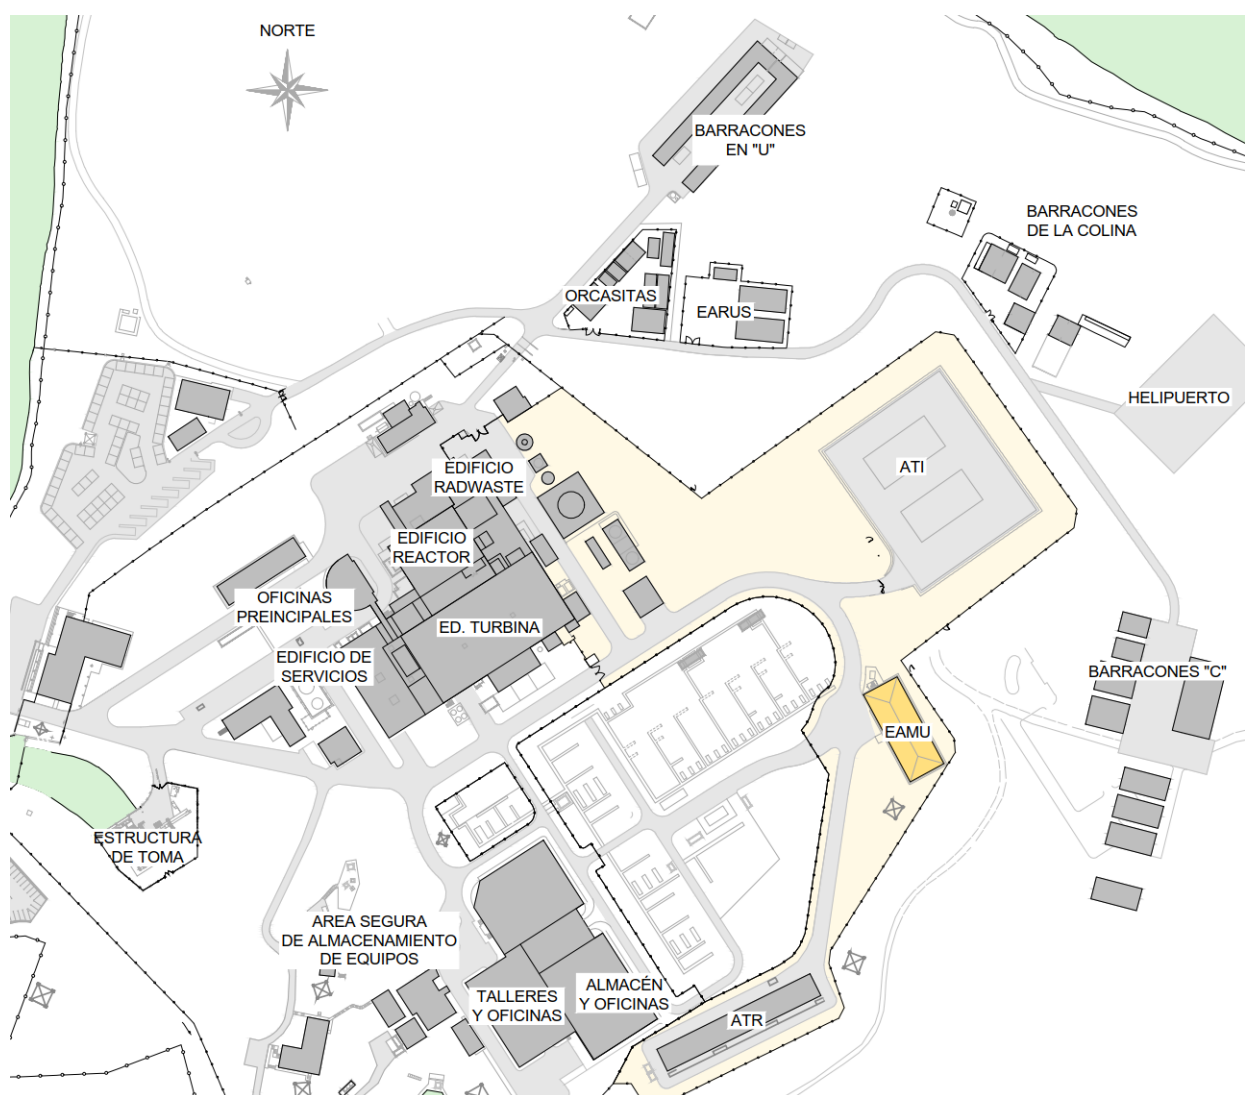 NORTE
BARRACONES
EN "U"
BARRACONES
DE LA COLINA
ORCASITAS
EARUS
HELIPUERTO
ATI
EDIFICIO
RADWASTE
EDIFICIO
REACTOR
OFICINAS
PREINCIPALES
ED. TURBINA
EDIFICIO DE
SERVICIOS
BARRACONES "C"
EAMU
ESTRUCTURA
DE TOMA
AREA SEGURA
DE ALMACENAMIENTO
DE EQUIPOS
TALLERES
Y OFICINAS
ALMACÉN
Y OFICINAS
ATR